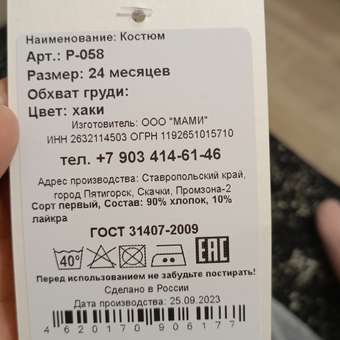 Наименование: Костюм
Арт.: Р-058
Размер: 24 месяцев
Обхват груди:
Цвет: хаки
Изготовитель: ООО "МАМИ"
ИНН 2632114503 ОГРН 1192651015710
тел. +7 903 414-61-46
Адрес производства: Ставропольский край,
город Пятигорск, Скачки, Промзона-2
Сорт первый, Состав: 90% хлопок, 10%
лайкра
ГОСТ 31407-2009
40° EAC
Перед использованием не забудьте постирать!
Сделано в России
Дата производства: 25.09.2023
4 620170 906177